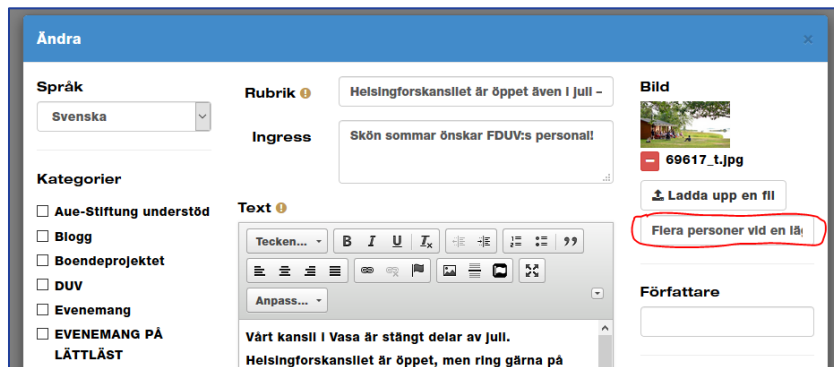 Ändra
×
Språk
Svenska
Kategorier
Aue-Stiftung understöd
Blogg
Boendeprojektet
DUV
Evenemang
EVENEMANG PÅ
LÄTTLÄST
Rubrik
Helsingforskansliet är öppet även i juli –
Ingress
Skön sommar önskar FDUV:s personal!
Text
Tecken...
B I U Ix
Anpass...
Vårt kansli i Vasa är stängt delar av juli.
Helsingforskansliet är öppet, men ring gärna på
Bild
69617_t.jpg
Ladda upp en fil
Flera personer vid en
Författare